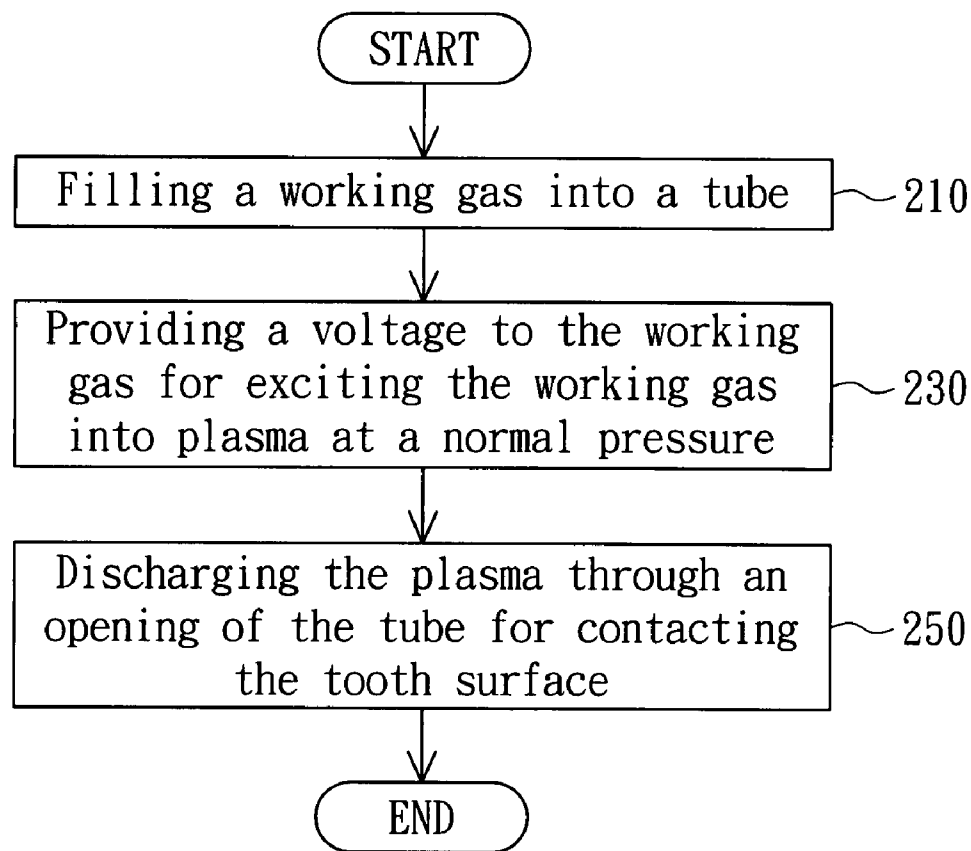 START
Filling a working gas into a tube
210
Providing a voltage to the working
gas for exciting the working gas
into plasma at a normal pressure
230
Discharging the plasma through an
opening of the tube for contacting
the tooth surface
250
END